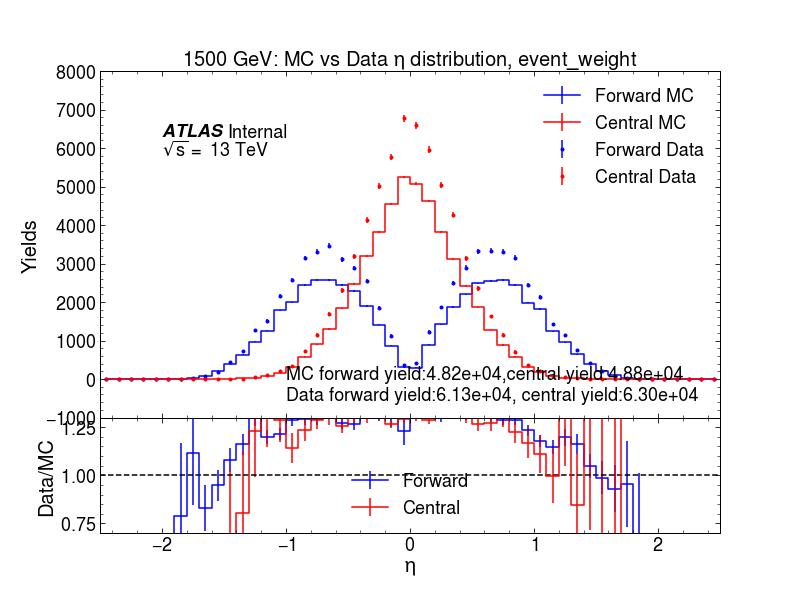 1500 GeV: MC vs Data η distribution, event_weight
8000
7000
6000
5000
4000
3000
2000
1000
0
−1000
Yields
ATLAS Internal
√s = 13 TeV
Forward MC
Central MC
Forward Data
Central Data
MC forward yield:4.82e+04,central yield:4.88e+04
Data forward yield:6.13e+04, central yield:6.30e+04
1.25
1.00
0.75
Data/MC
Forward
Central
−2
−1
0
1
2
η